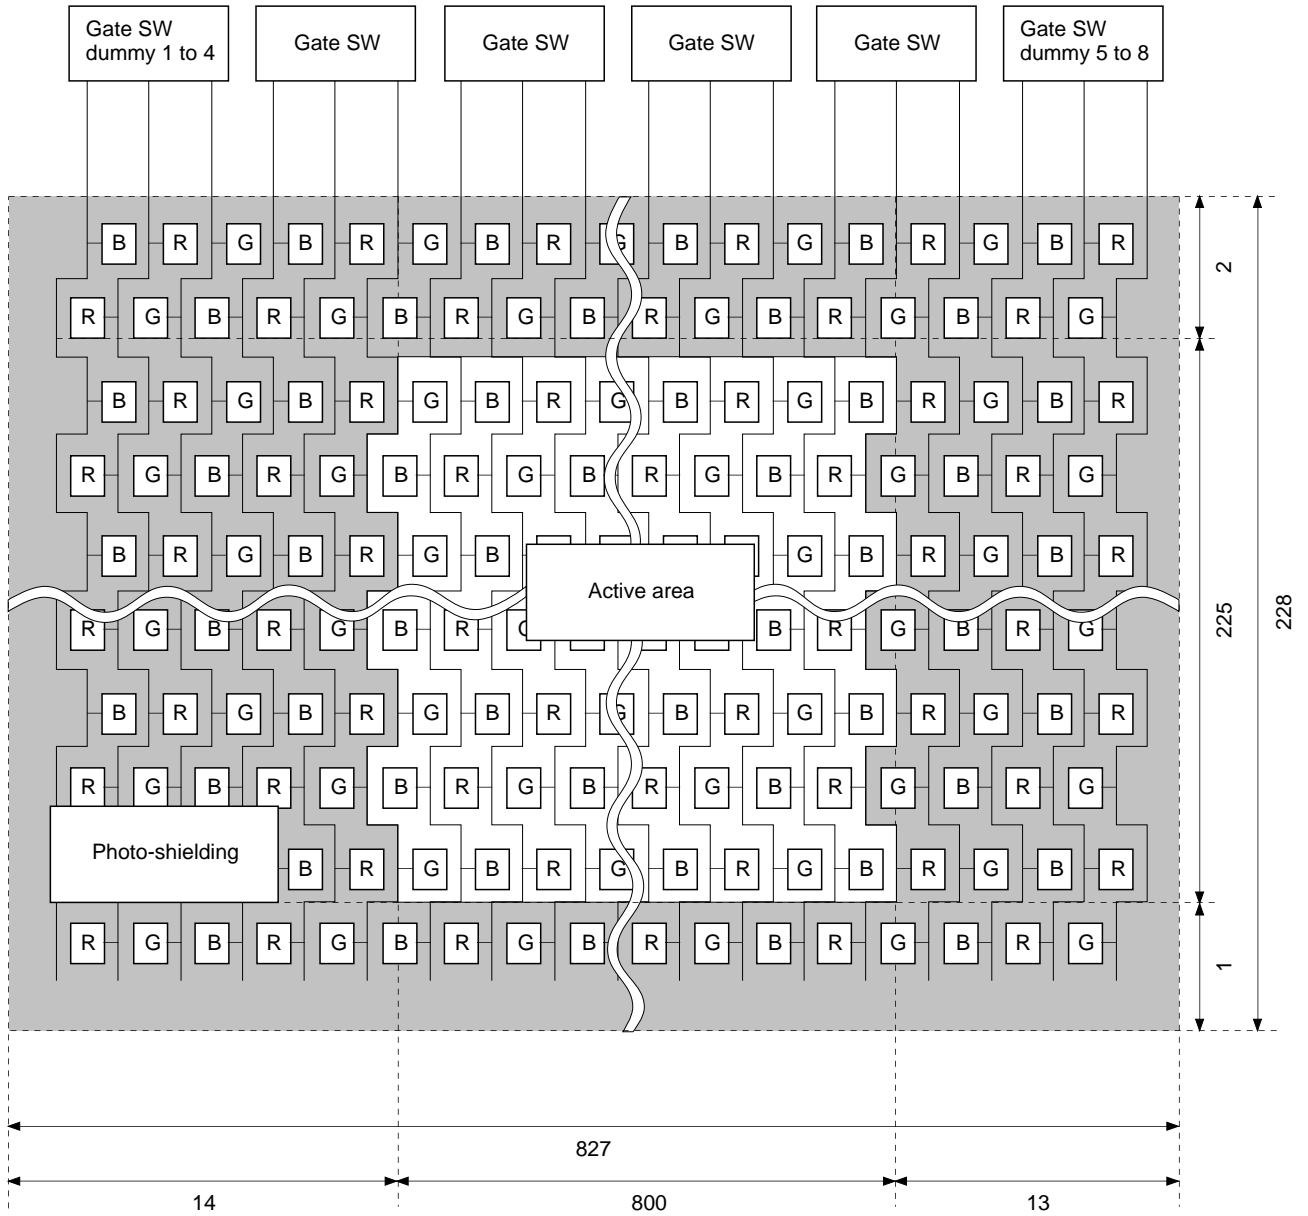 Gate SW
dummy 1 to 4
Gate SW
Gate SW
Gate SW
Gate SW
Gate SW
dummy 5 to 8
B R G B R G B R G B R G B R G B R
2
R G B R G B R G B R G B R G B R G
B R G B R G B R G B R G B R G B R
R G B R G B R G B R G B R G B R G
B R G B R G B G B R G B R
Active area
225
228
R G B R G B R B R G B R G
B R G B R G B R G B R G B R G B R
R G B R G B R G B R G B R G B R G
Photo-shielding
B R G B R G B R G B R G B R
R G B R G B R G B R G B R G B R G
1
827
14
800
13